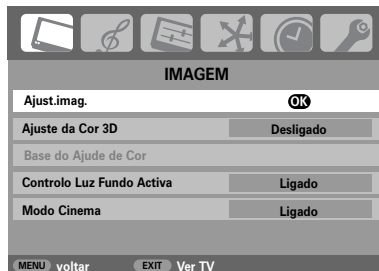 IMAGEM
Ajust.imag. OK
Ajuste da Cor 3D Desligado
Base do Ajude de Cor
Controlo Luz Fundo Activa Ligado
Modo Cinema Ligado
MENU voltar EXIT Ver TV